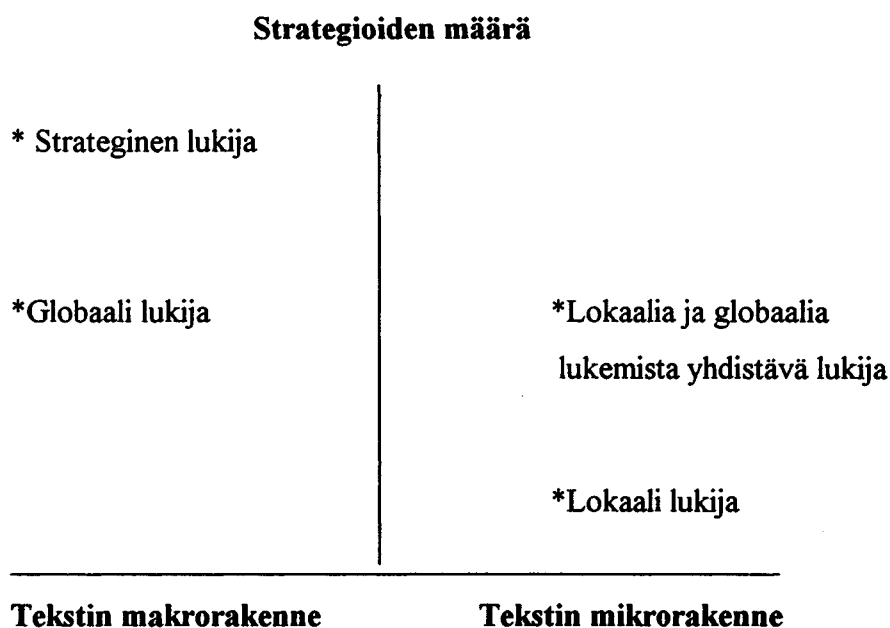 Strategioiden määrä
* Strateginen lukija
*Globaali lukija
*Lokaalia ja globaalia
lukemista yhdistävä lukija
*Lokaali lukija
Tekstin makrorakenne
Tekstin mikrorakenne